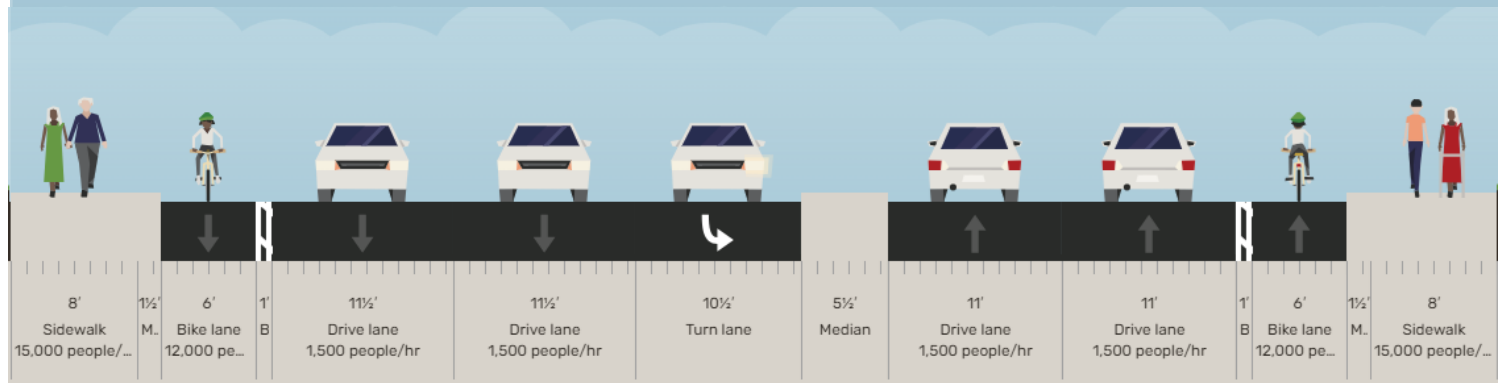 8′ 1½′ 6′ 1′ 11½′ 11½′ 10½′ 5½′ 11′ 11′ 1′ 6′ 1½′ 8′
Sidewalk M.. Bike lane B Drive lane Drive lane Turn lane Median Drive lane Drive lane B Bike lane M.. Sidewalk
15,000 people/... 12,000 pe... 1,500 people/hr 1,500 people/hr 1,500 people/hr 1,500 people/hr 12,000 pe... 15,000 people/...